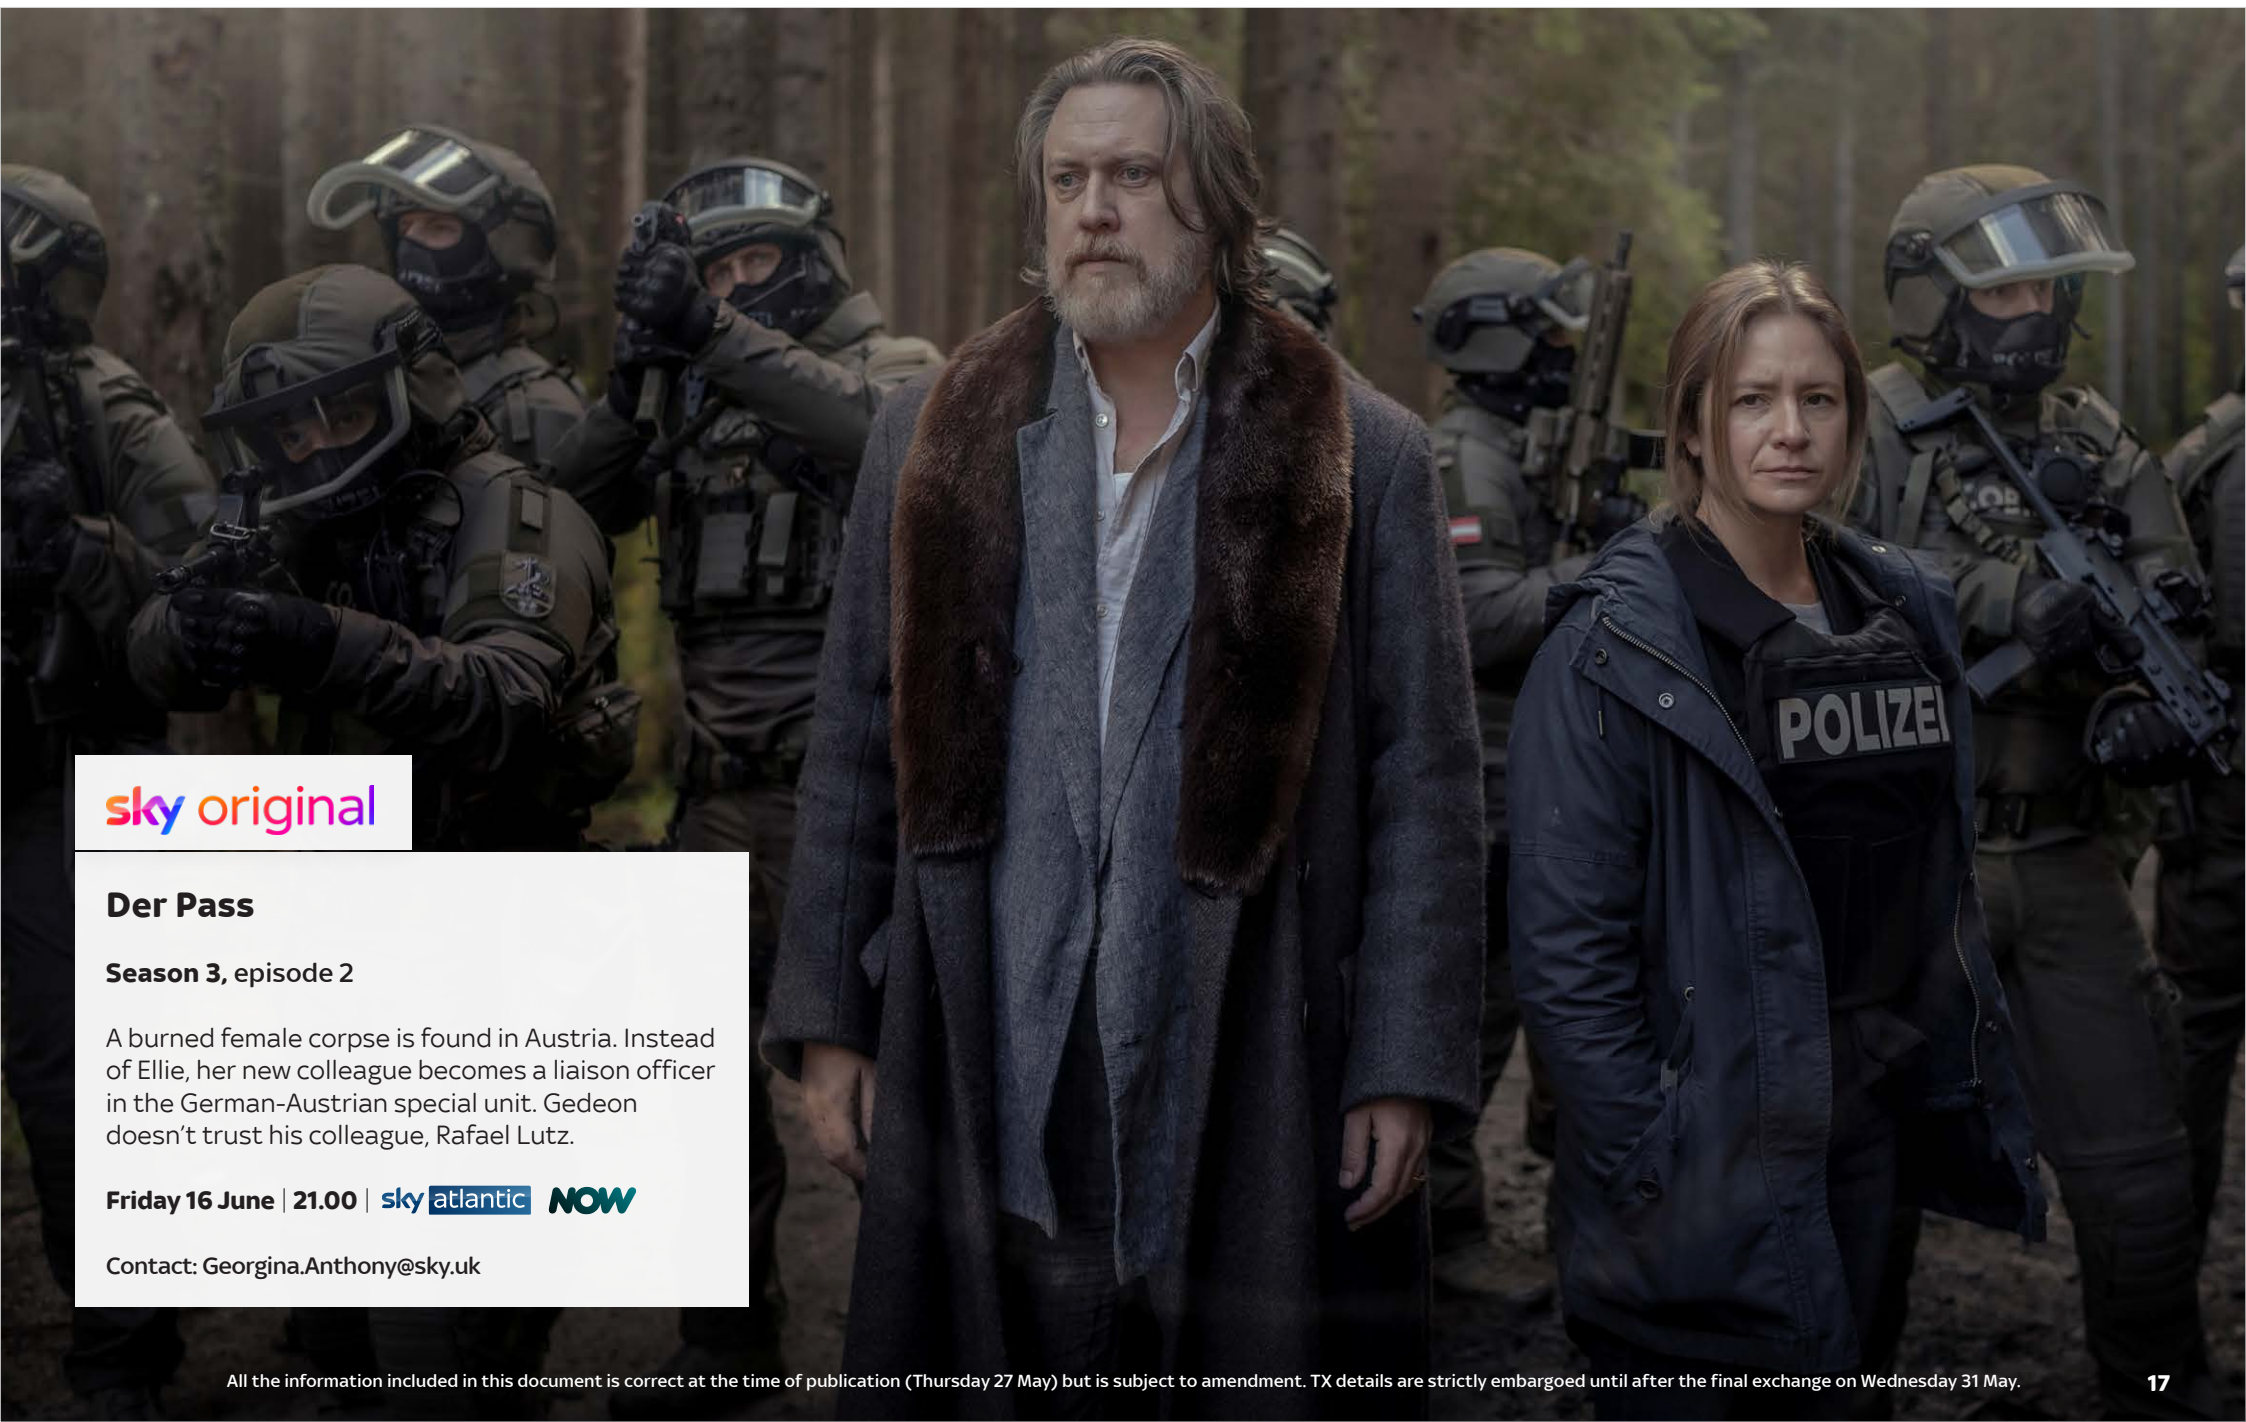 POLIZEI
sky original
Der Pass
Season 3, episode 2
A burned female corpse is found in Austria. Instead
of Ellie, her new colleague becomes a liaison officer
in the German-Austrian special unit. Gedeon
doesn't trust his colleague, Rafael Lutz.
Friday 16 June | 21.00 | sky atlantic NOW
Contact: Georgina.Anthony@sky.uk
All the information included in this document is correct at the time of publication (Thursday 27 May) but is subject to amendment. TX details are strictly embargoed until after the final exchange on Wednesday 31 May.
17